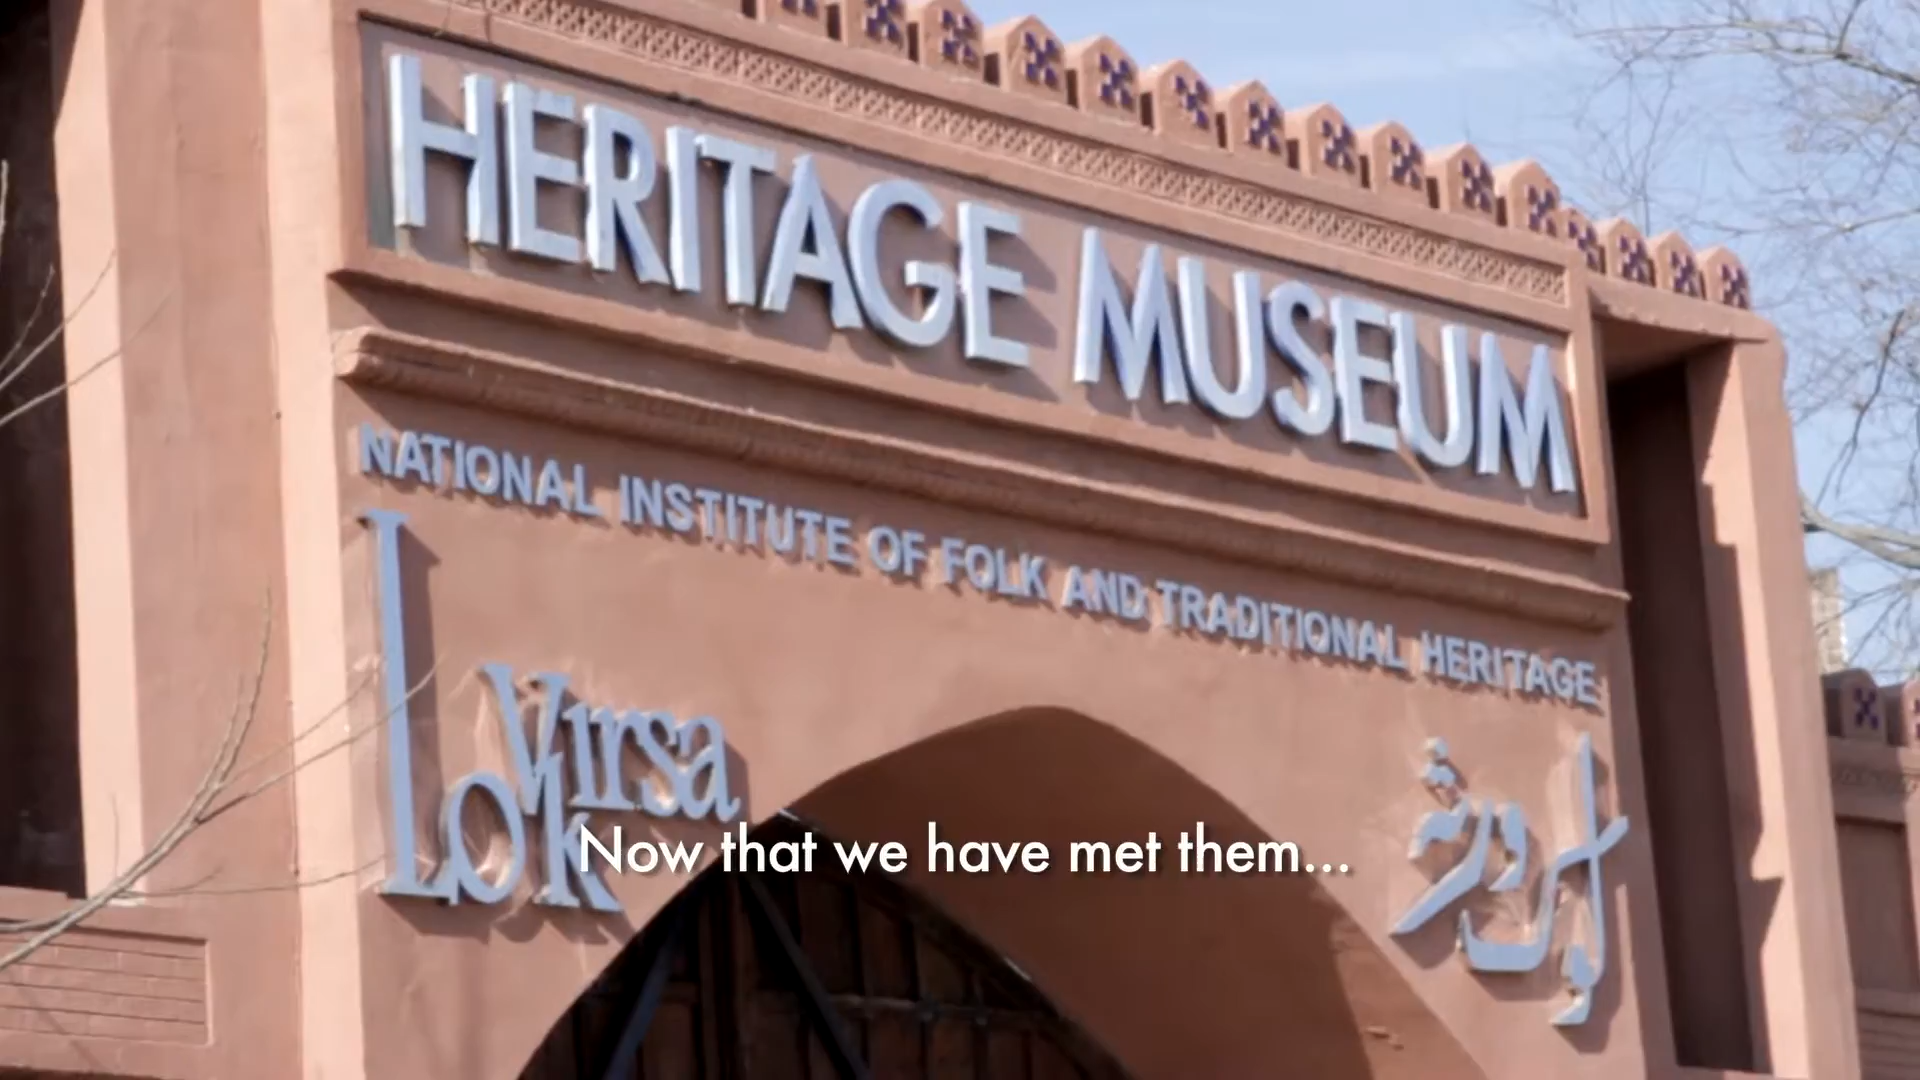 HERITAGE MUSEUM
NATIONAL INSTITUTE OF FOLK AND TRADITIONAL HERITAGE
Lok Virsa
لوک ورثہ
Now that we have met them...